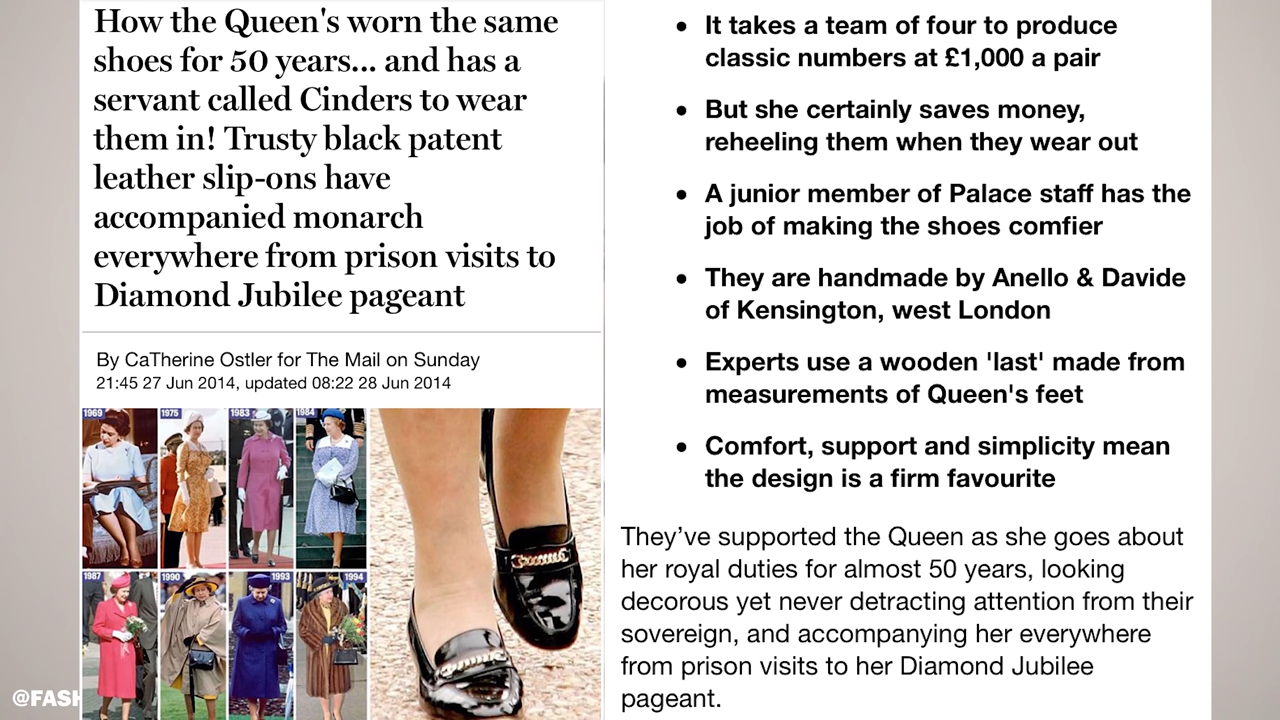 How the Queen's worn the same
shoes for 50 years... and has a
servant called Cinders to wear
them in! Trusty black patent
leather slip-ons have
accompanied monarch
everywhere from prison visits to
Diamond Jubilee pageant
By CaTherine Ostler for The Mail on Sunday
21:45 27 Jun 2014, updated 08:22 28 Jun 2014
1969
1975
1983
1984
1987
1990
1993
1994
@FASH
• It takes a team of four to produce
classic numbers at £1,000 a pair
• But she certainly saves money,
reheeling them when they wear out
• A junior member of Palace staff has the
job of making the shoes comfier
• They are handmade by Anello & Davide
of Kensington, west London
• Experts use a wooden 'last' made from
measurements of Queen's feet
• Comfort, support and simplicity mean
the design is a firm favourite
They’ve supported the Queen as she goes about
her royal duties for almost 50 years, looking
decorous yet never detracting attention from their
sovereign, and accompanying her everywhere
from prison visits to her Diamond Jubilee
pageant.